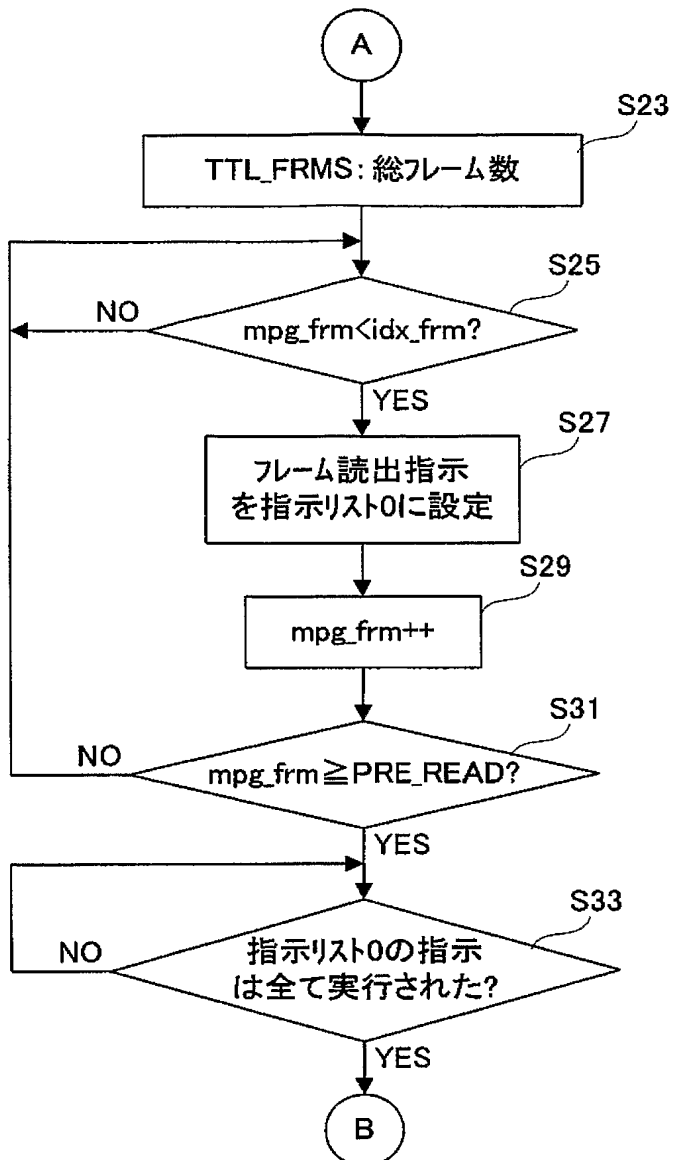 A
S23
TTL_FRMS:総フレーム数
S25
NO
mpg_frm<idx_frm?
YES
S27
フレーム読出指示
を指示リスト0に設定
S29
mpg_frm++
S31
NO
mpg_frm≧PRE_READ?
YES
S33
NO
指示リスト0の指示
は全て実行された?
YES
B